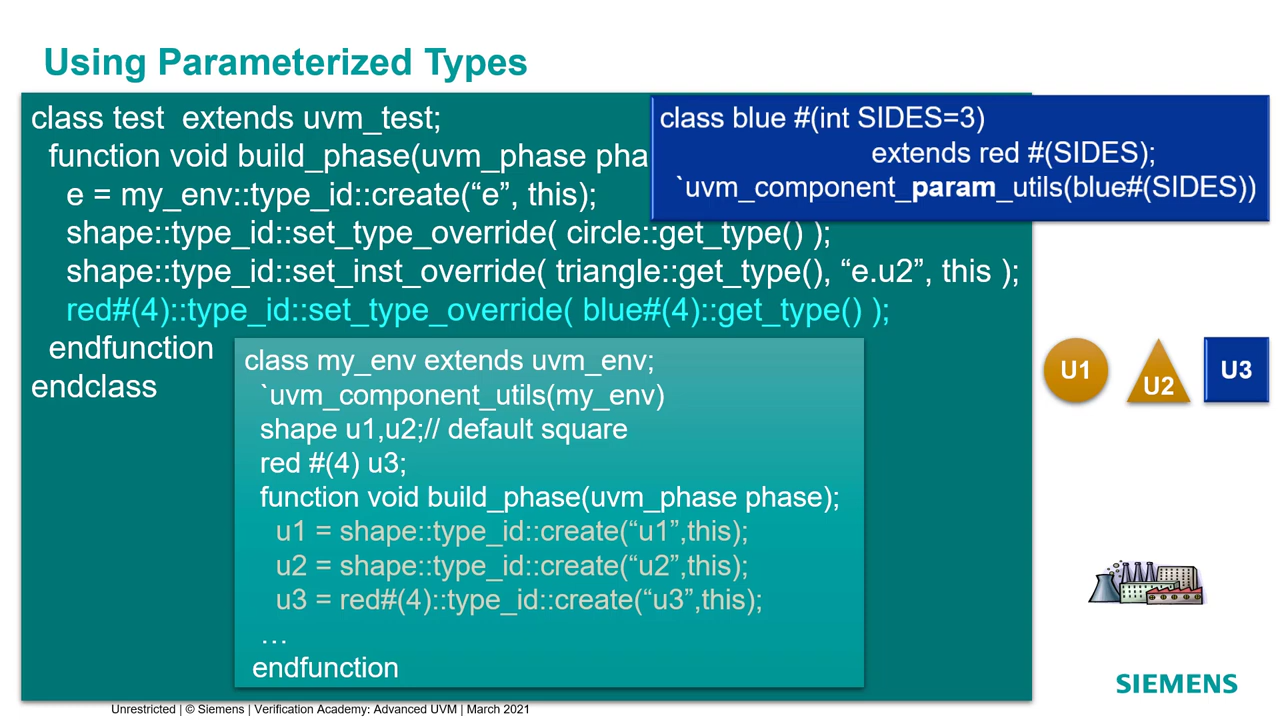 Using Parameterized Types
class test  extends uvm_test;
function void build_phase(uvm_phase pha
e = my_env::type_id::create(“e”, this);
shape::type_id::set_type_override( circle::get_type() );
shape::type_id::set_inst_override( triangle::get_type(), “e.u2”, this );
red#(4)::type_id::set_type_override( blue#(4)::get_type() );
endfunction
endclass
class blue #(int SIDES=3)
extends red #(SIDES);
`uvm_component_param_utils(blue#(SIDES))
class my_env extends uvm_env;
`uvm_component_utils(my_env)
shape u1,u2;// default square
red #(4) u3;
function void build_phase(uvm_phase phase);
u1 = shape::type_id::create(“u1”,this);
u2 = shape::type_id::create(“u2”,this);
u3 = red#(4)::type_id::create(“u3”,this);
…
endfunction
U1
U2
U3
SIEMENS
Unrestricted | © Siemens | Verification Academy: Advanced UVM | March 2021